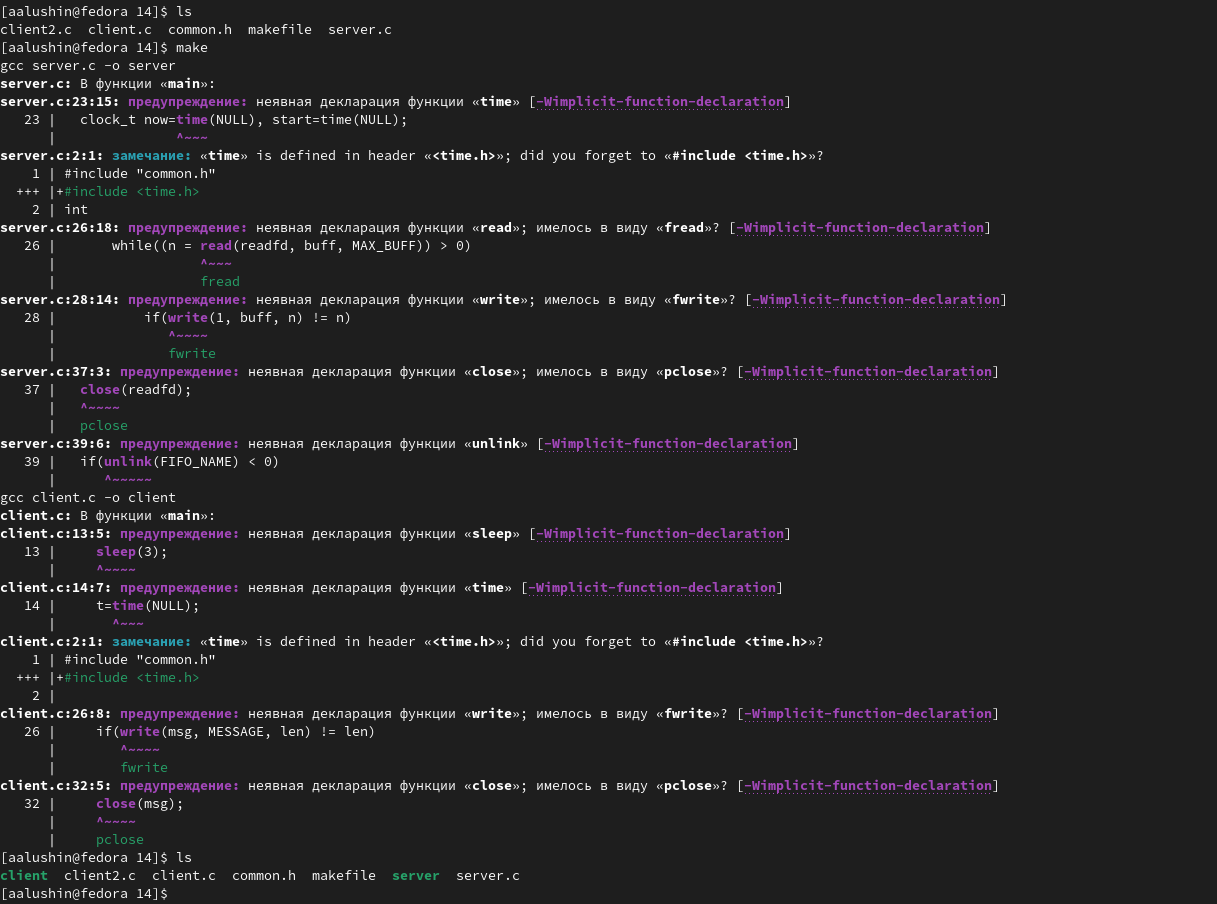 [aalushin@fedora 14]$ ls
client2.c  client.c  common.h  makefile  server.c
[aalushin@fedora 14]$ make
gcc server.c -o server
server.c: В функции «main»:
server.c:23:15: предупреждение: неявная декларация функции «time» [-Wimplicit-function-declaration]
   23 |   clock_t now=time(NULL), start=time(NULL);
      |               ^~~~
server.c:2:1: замечание: «time» is defined in header «<time.h>»; did you forget to «#include <time.h>»?
    1 | #include "common.h"
  +++ |+#include <time.h>
    2 | int
server.c:26:18: предупреждение: неявная декларация функции «read»; имелось в виду «fread»? [-Wimplicit-function-declaration]
   26 |       while((n = read(readfd, buff, MAX_BUFF)) > 0)
      |                  ^~~~
      |                  fread
server.c:28:14: предупреждение: неявная декларация функции «write»; имелось в виду «fwrite»? [-Wimplicit-function-declaration]
   28 |           if(write(1, buff, n) != n)
      |              ^~~~~
      |              fwrite
server.c:37:3: предупреждение: неявная декларация функции «close»; имелось в виду «pclose»? [-Wimplicit-function-declaration]
   37 |   close(readfd);
      |   ^~~~~
      |   pclose
server.c:39:6: предупреждение: неявная декларация функции «unlink» [-Wimplicit-function-declaration]
   39 |   if(unlink(FIFO_NAME) < 0)
      |      ^~~~~~
gcc client.c -o client
client.c: В функции «main»:
client.c:13:5: предупреждение: неявная декларация функции «sleep» [-Wimplicit-function-declaration]
   13 |     sleep(3);
      |     ^~~~~
client.c:14:7: предупреждение: неявная декларация функции «time» [-Wimplicit-function-declaration]
   14 |     t=time(NULL);
      |       ^~~~
client.c:2:1: замечание: «time» is defined in header «<time.h>»; did you forget to «#include <time.h>»?
    1 | #include "common.h"
  +++ |+#include <time.h>
    2 |
client.c:26:8: предупреждение: неявная декларация функции «write»; имелось в виду «fwrite»? [-Wimplicit-function-declaration]
   26 |     if(write(msg, MESSAGE, len) != len)
      |        ^~~~~
      |        fwrite
client.c:32:5: предупреждение: неявная декларация функции «close»; имелось в виду «pclose»? [-Wimplicit-function-declaration]
   32 |     close(msg);
      |     ^~~~~
      |     pclose
[aalushin@fedora 14]$ ls
client  client2.c  client.c  common.h  makefile  server  server.c
[aalushin@fedora 14]$